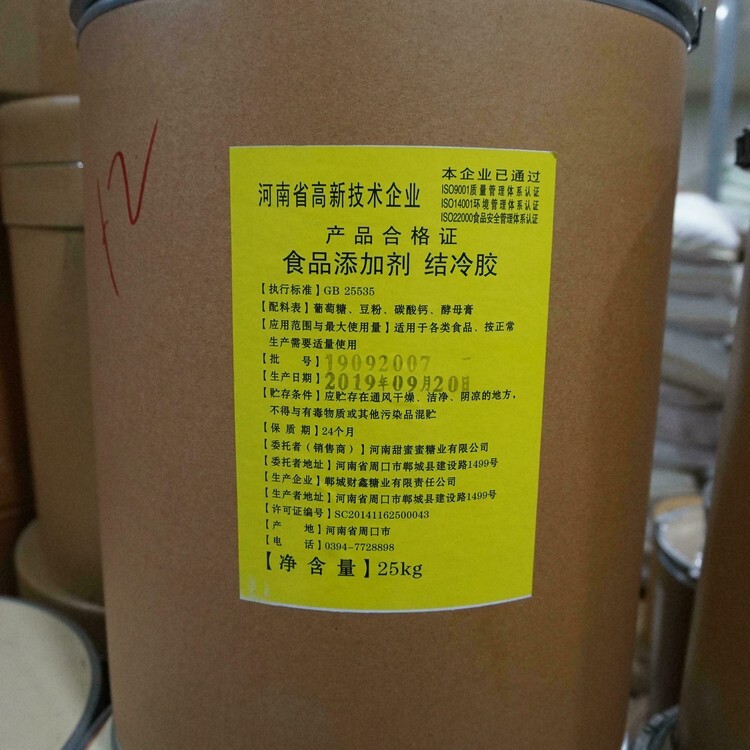 河南省高新技术企业
本企业已通过
ISO9001质量管理体系认证
ISO14001环境管理体系认证
ISO22000食品安全管理体系认证
产品合格证
食品添加剂 结冷胶
【执行标准】GB 25535
【配料表】葡萄糖、豆粉、碳酸钙、酵母膏
【应用范围与最大使用量】适用于各类食品、按正常
生产需要适量使用
【批 号】19092007
【生产日期】2019年09月20日
【贮存条件】应贮存在通风干燥、洁净、阴凉的地方,
不得与有毒物质或其他污染品混贮
【保 质 期】24个月
【委托者(销售商)】河南甜蜜蜜糖业有限公司
【委托者地址】河南省周口市郸城县建设路1499号
【生产企业】郸城财鑫糖业有限责任公司
【生产者地址】河南省周口市郸城县建设路1499号
【许可证编号】SC20141162500043
【产 地】河南省周口市
【电 话】0394-7728898
【净含量】25kg